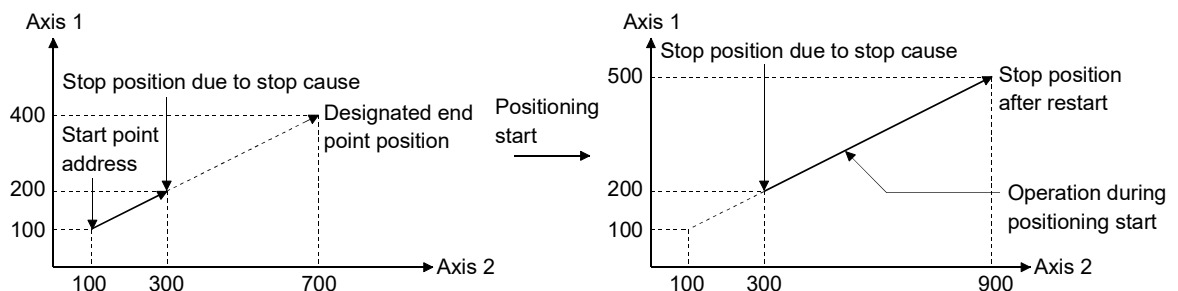 Axis 1
Stop position due to stop cause
400
Designated end
point position
Start point
address
200
100
100
300
700
Axis 2
Positioning
start
Axis 1
Stop position due to stop cause
500
Stop position
after restart
200
Operation during
positioning start
100
100
300
900
Axis 2